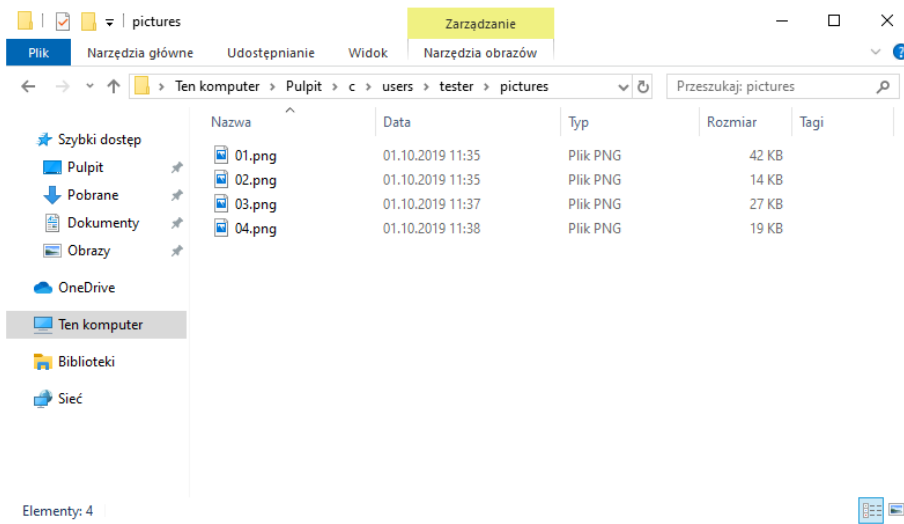 pictures
Zarządzanie
Plik Narzędzia główne Udostępnianie Widok Narzędzia obrazów ?
Ten komputer > Pulpit > c > users > tester > pictures Przeszukaj: pictures
Nazwa Data Typ Rozmiar Tagi
Szybki dostęp
Pulpit
Pobrane
Dokumenty
Obrazy
OneDrive
Ten komputer
Biblioteki
Sieć
01.png 01.10.2019 11:35 Plik PNG 42 KB
02.png 01.10.2019 11:35 Plik PNG 14 KB
03.png 01.10.2019 11:37 Plik PNG 27 KB
04.png 01.10.2019 11:38 Plik PNG 19 KB
Elementy: 4